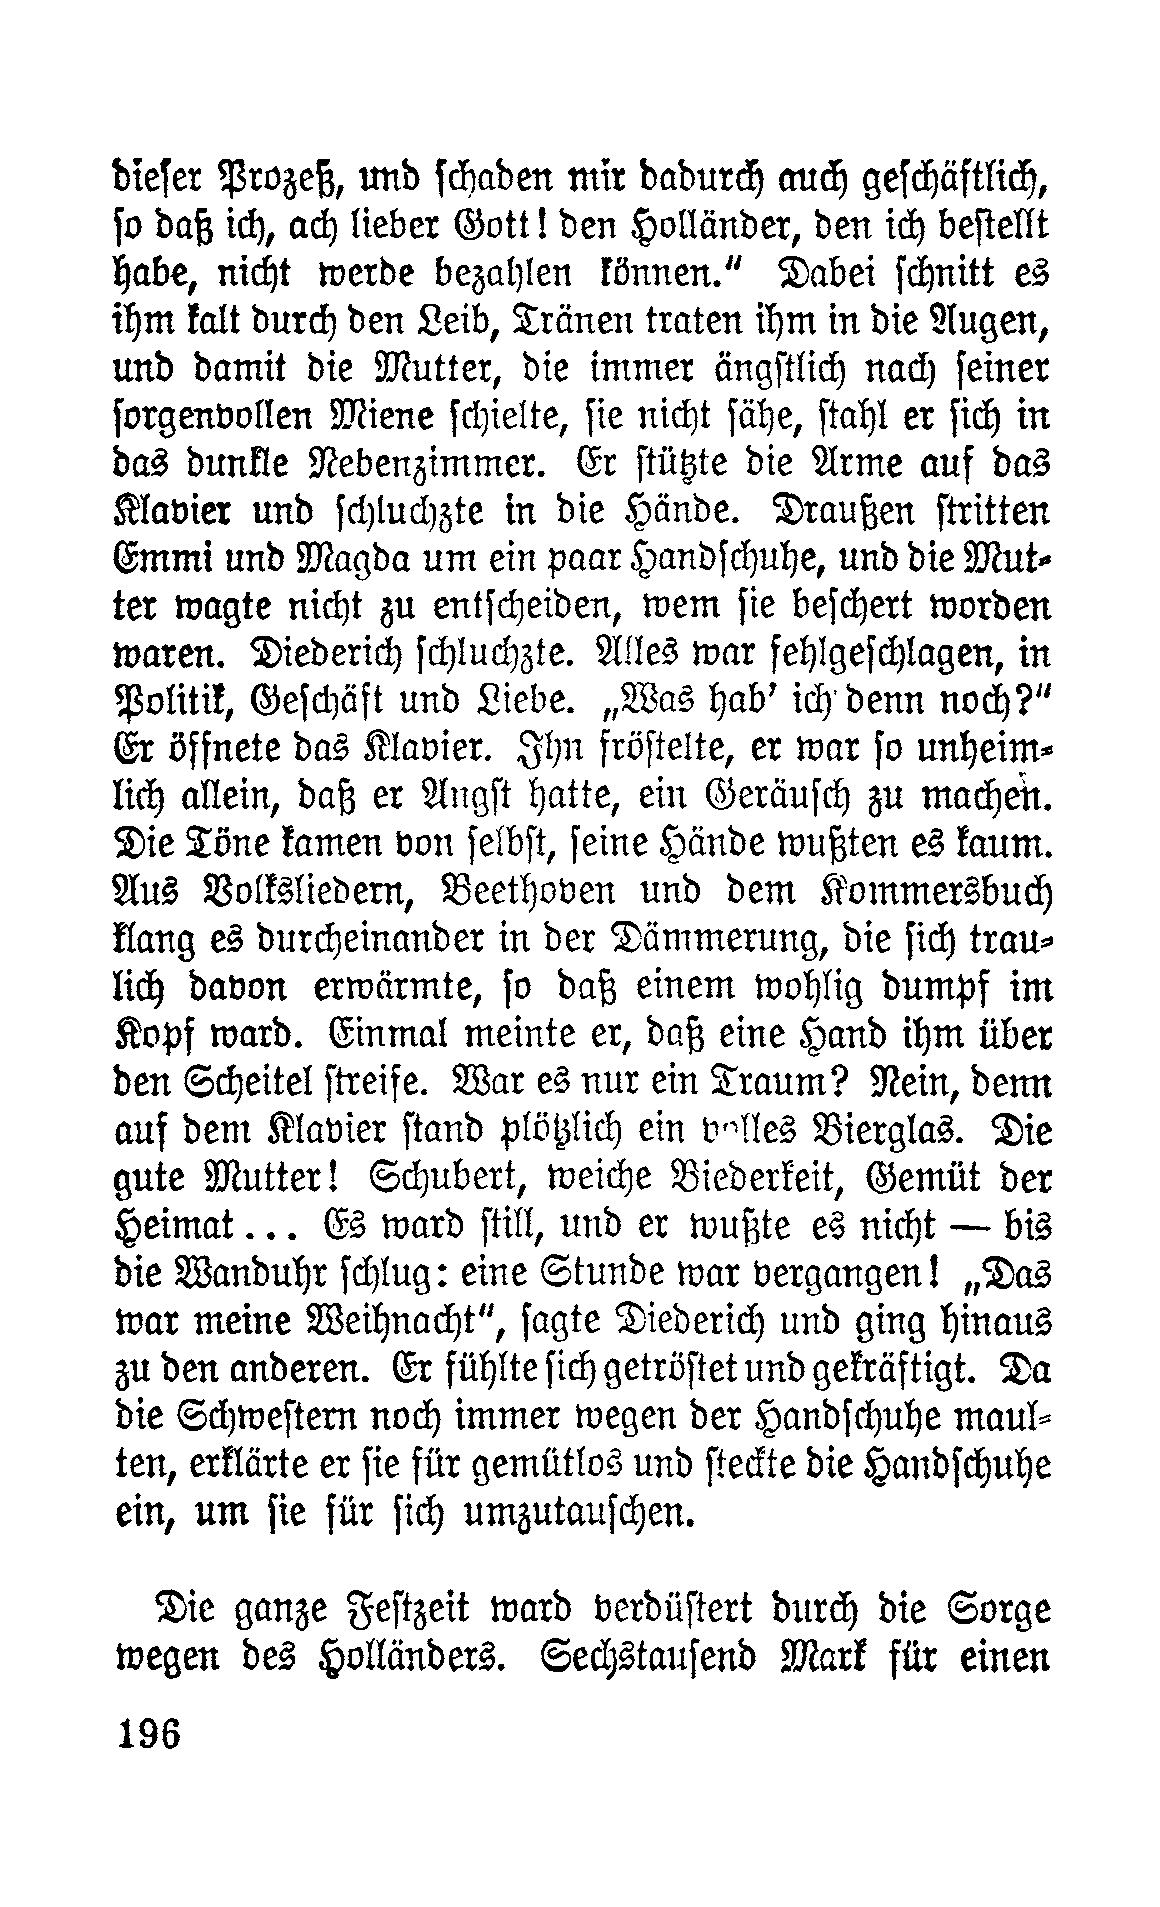 dieser Prozeß, und schaden mir dadurch auch geschäftlich,
so daß ich, ach lieber Gott! den Holländer, den ich bestellt
habe, nicht werde bezahlen können.“ Dabei schnitt es
ihm kalt durch den Leib, Tränen traten ihm in die Augen,
und damit die Mutter, die immer ängstlich nach seiner
sorgenvollen Miene schielte, sie nicht sähe, stahl er sich in
das dunkle Nebenzimmer. Er stützte die Arme auf das
Klavier und schluchzte in die Hände. Draußen stritten
Emmi und Magda um ein paar Handschuhe, und die Mut-
ter wagte nicht zu entscheiden, wem sie beschert worden
waren. Diederich schluchzte. Alles war fehlgeschlagen, in
Politik, Geschäft und Liebe. „Was hab’ ich denn noch?“
Er öffnete das Klavier. Ihn fröstelte, er war so unheim-
lich allein, daß er Angst hatte, ein Geräusch zu machen.
Die Töne kamen von selbst, seine Hände wußten es kaum.
Aus Volksliedern, Beethoven und dem Kommersbuch
klang es durcheinander in der Dämmerung, die sich trau-
lich davon erwärmte, so daß einem wohlig dumpf im
Kopf ward. Einmal meinte er, daß eine Hand ihm über
den Scheitel streife. War es nur ein Traum? Nein, denn
auf dem Klavier stand plötzlich ein volles Bierglas. Die
gute Mutter! Schubert, weiche Biederkeit, Gemüt der
Heimat... Es ward still, und er wußte es nicht — bis
die Wanduhr schlug: eine Stunde war vergangen! „Das
war meine Weihnacht“, sagte Diederich und ging hinaus
zu den anderen. Er fühlte sich getröstet und gekräftigt. Da
die Schwestern noch immer wegen der Handschuhe maul-
ten, erklärte er sie für gemütlos und steckte die Handschuhe
ein, um sie für sich umzutauschen.
Die ganze Festzeit ward verdüstert durch die Sorge
wegen des Holländers. Sechstausend Mark für einen
196